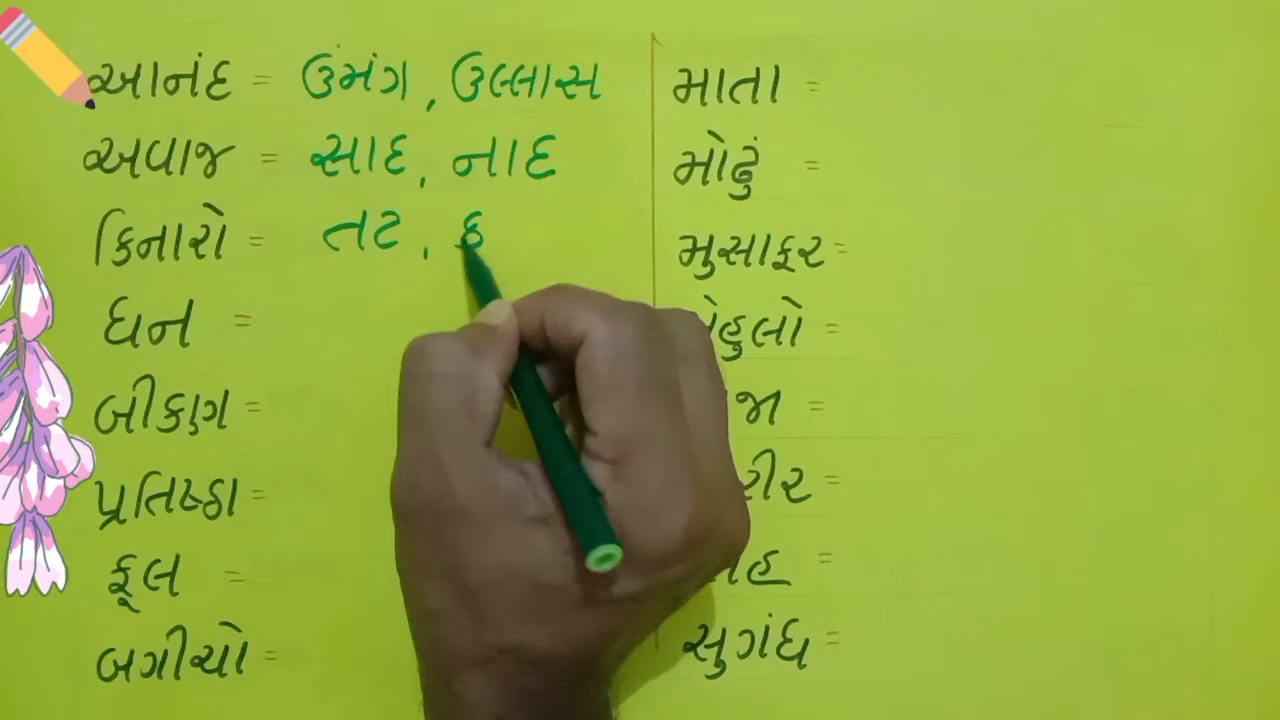 આનંદ = ઉમંગ, ઉલ્લાસ
અવાજ = સાદ, નાદ
કિનારો = તટ,
ધન =
બીકણ =
પ્રતિષ્ઠા =
ફૂલ =
બગીચો =
માતા =
મોઢું =
મુસાફર =
=
=
=
=
સુગંધ =